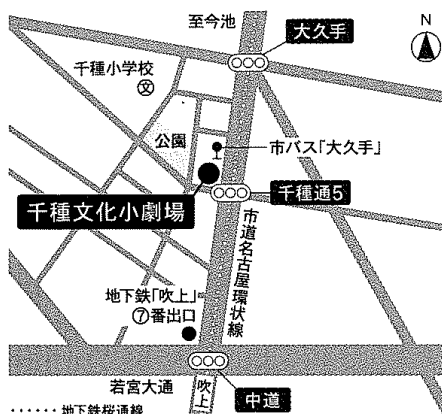 至今池
大久手
N
千種小学校
文
公園
市バス「大久手」
千種文化小劇場
千種通5
市道名古屋環状線
地下鉄「吹上」
⑦番出口
若宮大通
吹上
中道
地下鉄桜通線